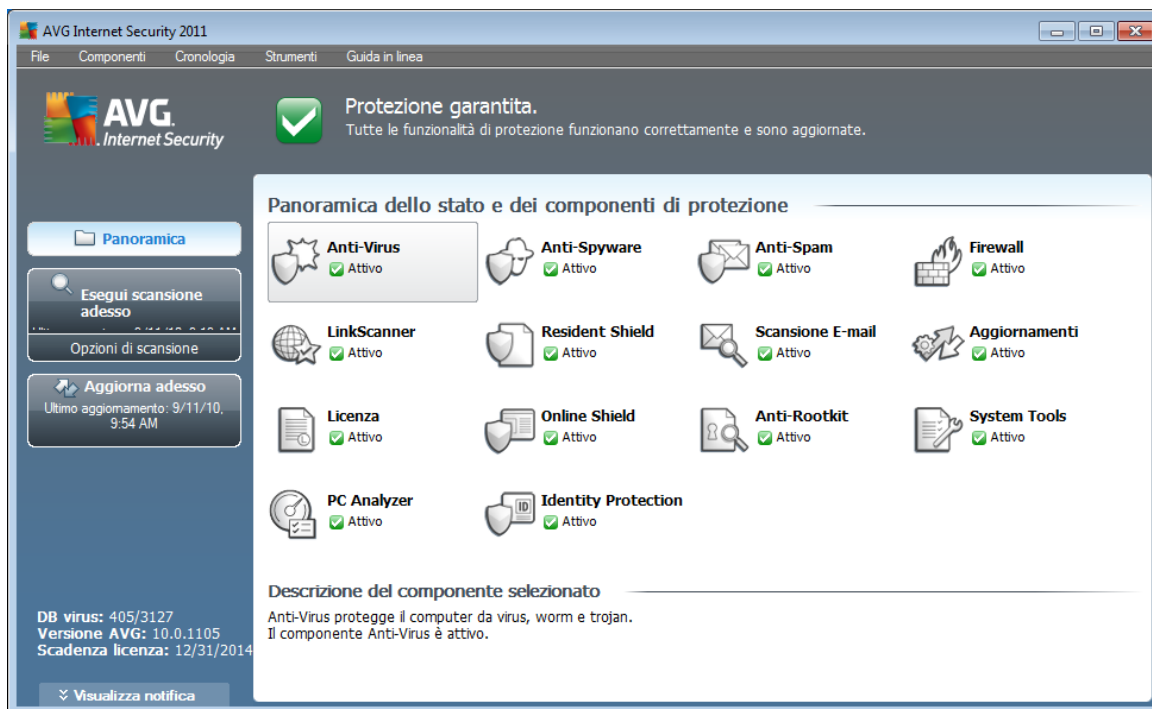 AVG Internet Security 2011
File Componenti Cronologia Strumenti Guida in linea
AVG.
Internet Security
Protezione garantita.
Tutte le funzionalità di protezione funzionano correttamente e sono aggiornate.
Panoramica
Esegui scansione
adesso
Opzioni di scansione
Aggiorna adesso
Ultimo aggiornamento: 9/11/10,
9:54 AM
Panoramica dello stato e dei componenti di protezione
Anti-Virus
Attivo
Anti-Spyware
Attivo
Anti-Spam
Attivo
Firewall
Attivo
LinkScanner
Attivo
Resident Shield
Attivo
Scansione E-mail
Attivo
Aggiornamenti
Attivo
Licenza
Attivo
Online Shield
Attivo
Anti-Rootkit
Attivo
System Tools
Attivo
PC Analyzer
Attivo
Identity Protection
Attivo
ID
Descrizione del componente selezionato
Anti-Virus protegge il computer da virus, worm e trojan.
Il componente Anti-Virus è attivo.
DB virus: 405/3127
Versione AVG: 10.0.1105
Scadenza licenza: 12/31/2014
Visualizza notifica